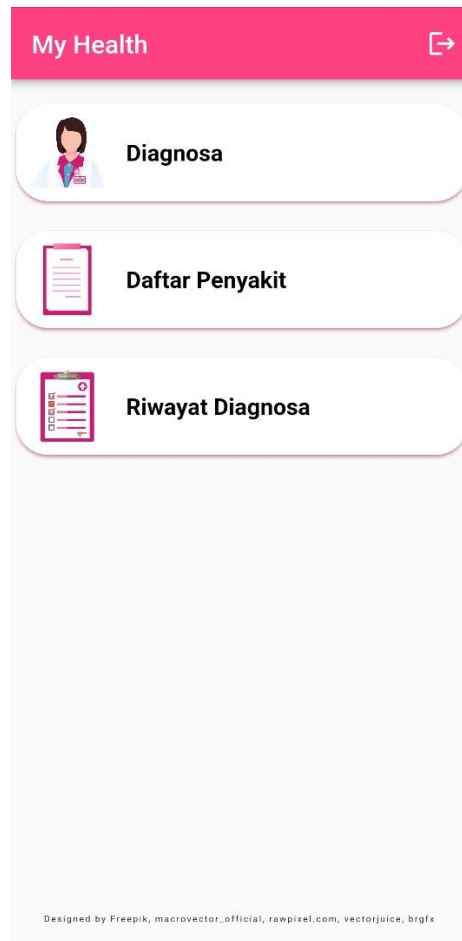 My Health
Diagnosa
Daftar Penyakit
Riwayat Diagnosa
Designed by Freepik, macrovector_official, rawpixel.com, vectorjuice, brgfx